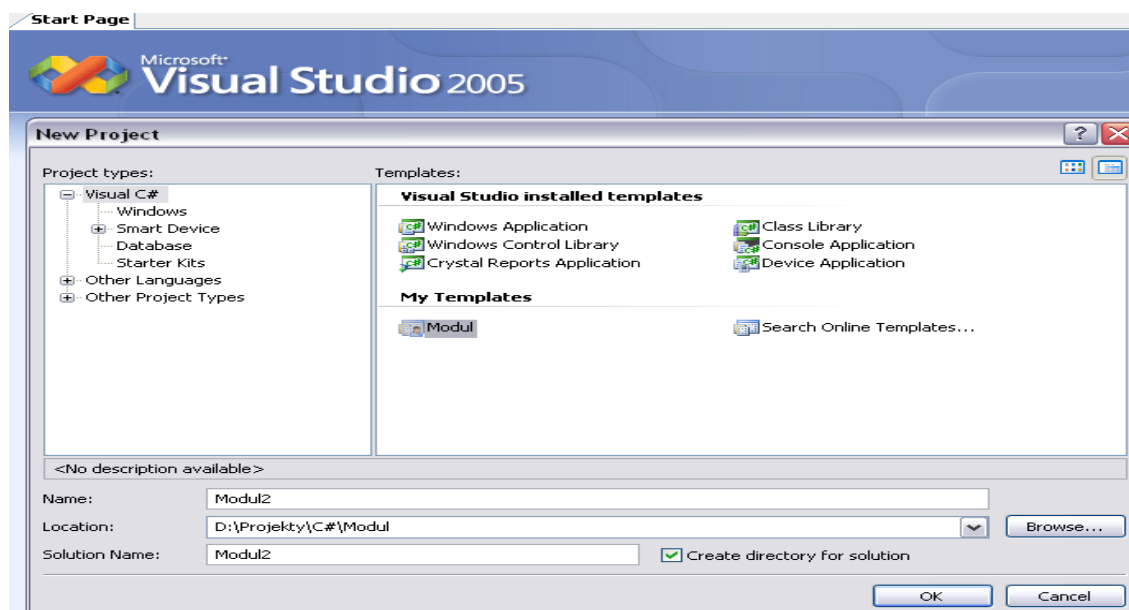 Start Page
Microsoft
Visual Studio 2005
New Project
Project types:
Templates:
Visual C#
Windows
Smart Device
Database
Starter Kits
Other Languages
Other Project Types
Visual Studio installed templates
Windows Application
Class Library
Windows Control Library
Console Application
Crystal Reports Application
Device Application
My Templates
Modul
Search Online Templates...
<No description available>
Name:
Modul2
Location:
D:\Projekty\C#\Modul
Browse...
Solution Name:
Modul2
Create directory for solution
OK
Cancel